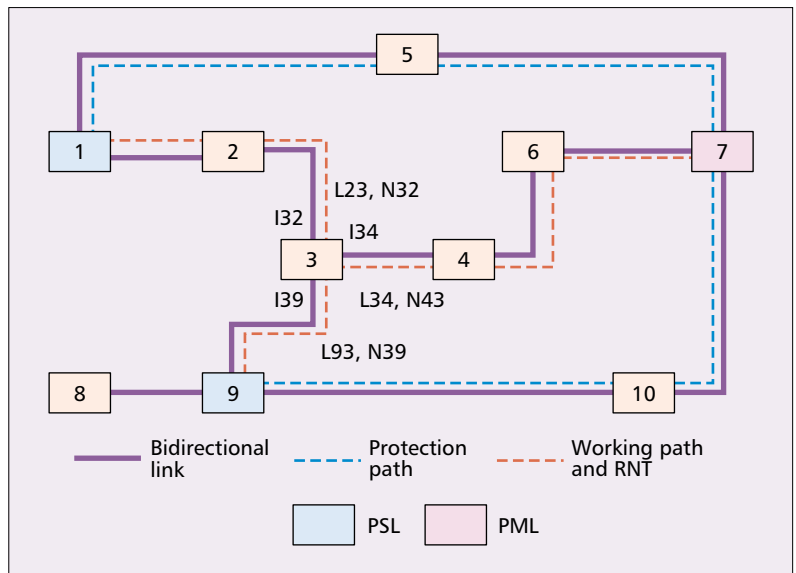 5
1
2
6
7
L23, N32
I32
I34
3
4
I39
L34, N43
L93, N39
8
9
10
Bidirectional
link
Protection
path
Working path
and RNT
PSL
PML